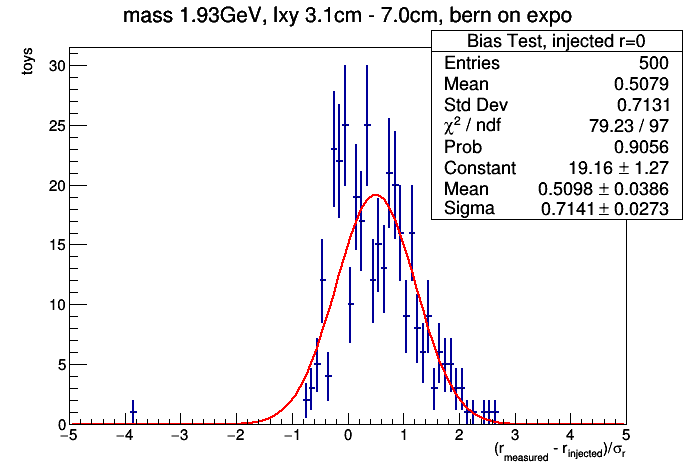 mass 1.93GeV, lxy 3.1cm - 7.0cm, bern on expo
Bias Test, injected r=0
Entries 500
Mean 0.5079
Std Dev 0.7131
χ² / ndf 79.23 / 97
Prob 0.9056
Constant 19.16 ± 1.27
Mean 0.5098 ± 0.0386
Sigma 0.7141 ± 0.0273
toys
30
25
20
15
10
5
0
−5 −4 −3 −2 −1 0 1 2 3 4 5
(r_measured - r_injected)/σ_r